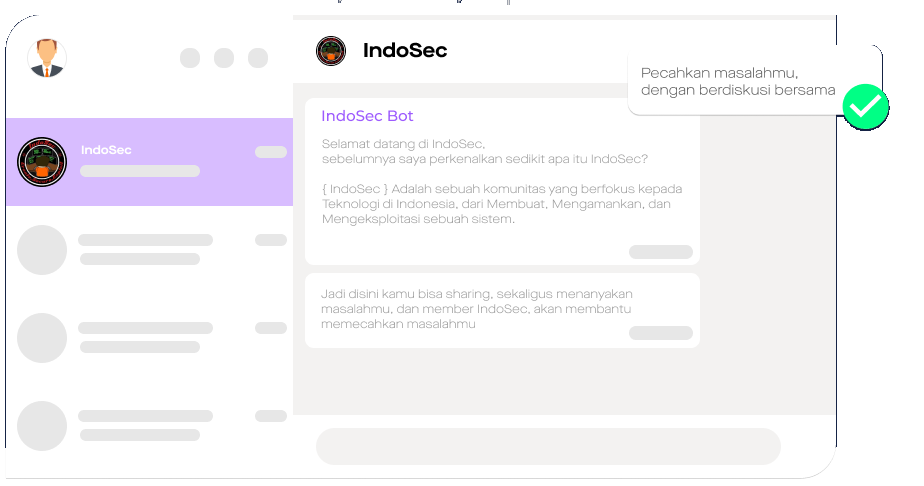 IndoSec
Pecahkan masalahmu,
dengan berdiskusi bersama
IndoSec
IndoSec Bot
Selamat datang di IndoSec,
sebelumnya saya perkenalkan sedikit apa itu IndoSec?
{ IndoSec } Adalah sebuah komunitas yang berfokus kepada
Teknologi di Indonesia, dari Membuat, Mengamankan, dan
Mengeksploitasi sebuah sistem.
Jadi disini kamu bisa sharing, sekaligus menanyakan
masalahmu, dan member IndoSec, akan membantu
memecahkan masalahmu